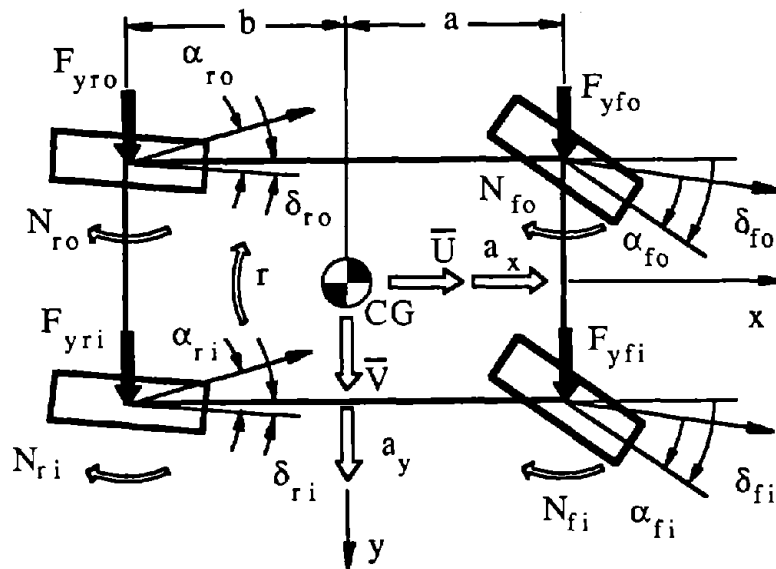 b a
F_yro α_ro F_yfo
N_ro δ_ro N_fo α_fo δ_fo
r U̅ a_x
CG x
F_yri α_ri V̅ F_yfi
N_ri δ_ri a_y N_fi α_fi δ_fi
y